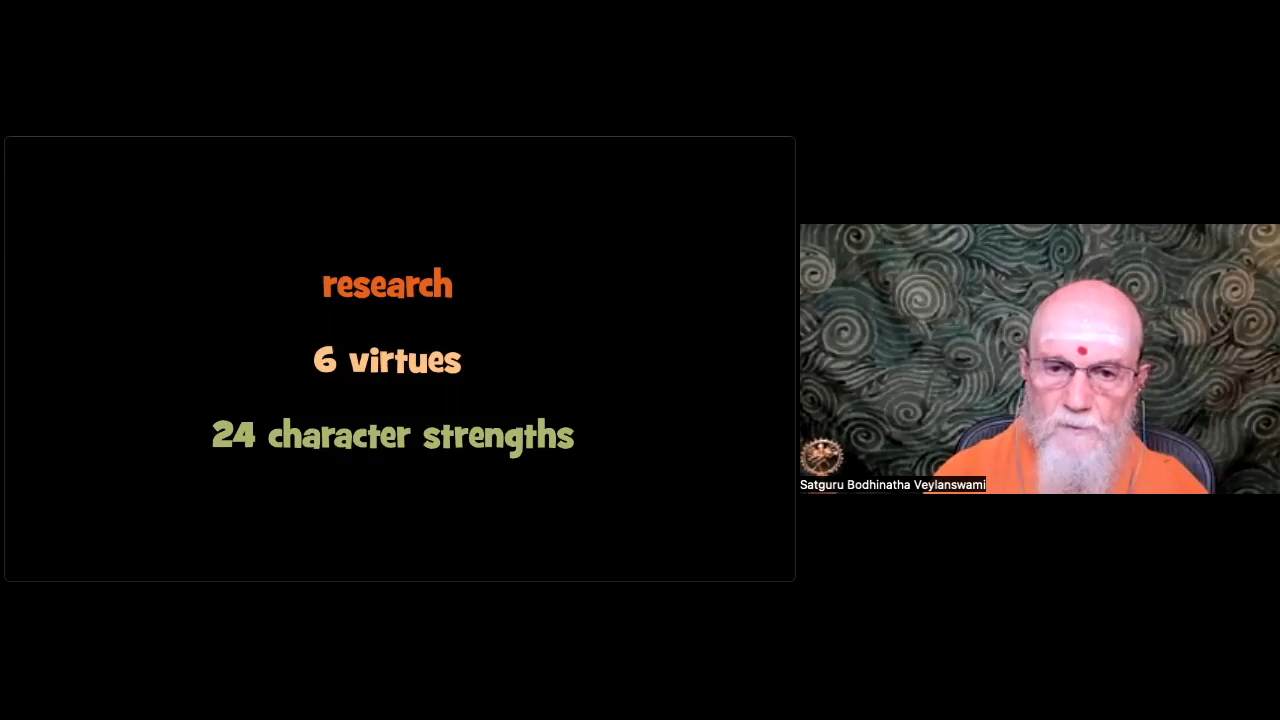 research
6 virtues
24 character strengths
Satguru Bodhinatha Veylanswami